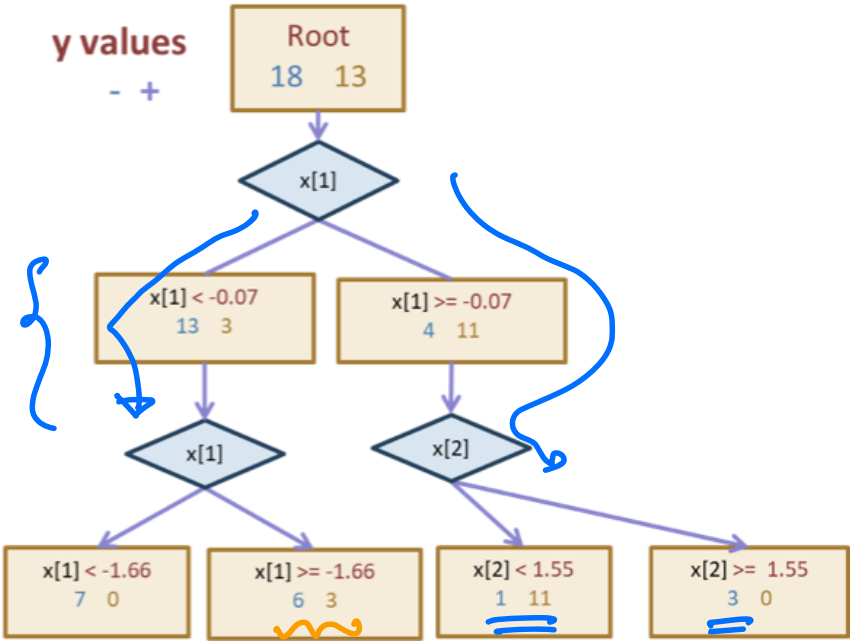 y values
- +
Root
18 13
x[1]
x[1] < -0.07
13 3
x[1] >= -0.07
4 11
x[1]
x[2]
x[1] < -1.66
7 0
x[1] >= -1.66
6 3
x[2] < 1.55
1 11
x[2] >= 1.55
3 0